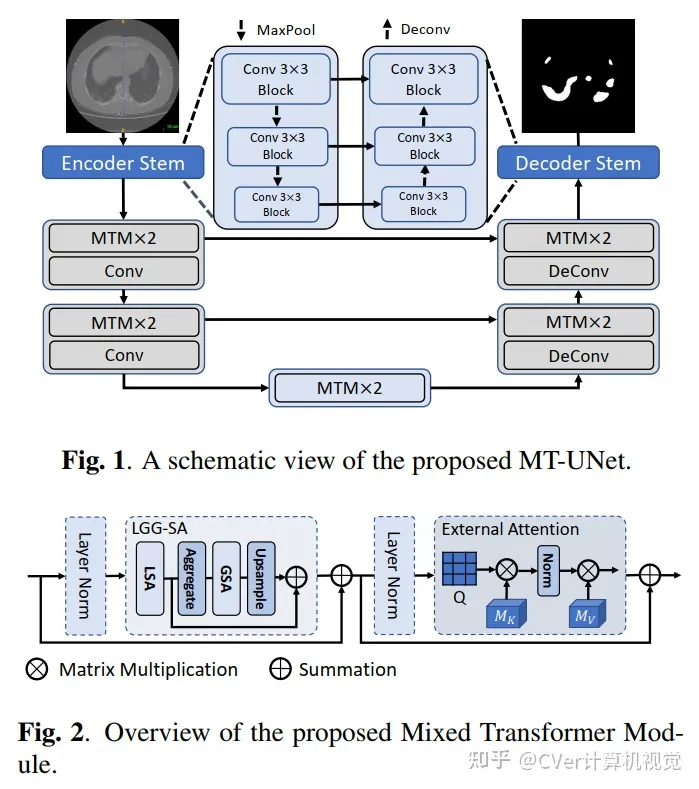 MaxPool
Deconv
Conv 3×3
Block
Conv 3×3
Block
Conv 3×3
Block
Conv 3×3
Block
Conv 3×3
Block
Conv 3×3
Block
Encoder Stem
Decoder Stem
MTM×2
Conv
MTM×2
DeConv
MTM×2
Conv
MTM×2
DeConv
MTM×2
Fig. 1. A schematic view of the proposed MT-UNet.
Layer Norm
LGG-SA
LSA
Aggregate
GSA
Upsample
Layer Norm
External Attention
Q
Norm
M_K
M_V
Matrix Multiplication
Summation
Fig. 2. Overview of the proposed Mixed Transformer Mod-
ule.
知乎 @CVer计算机视觉